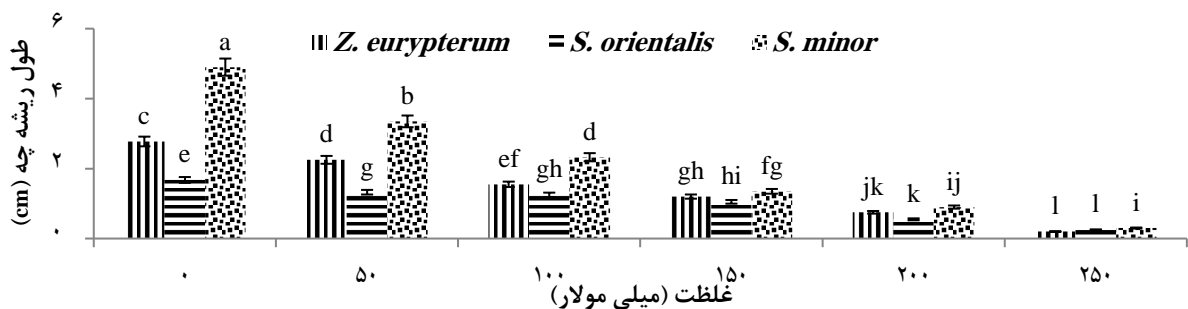 ۶
۴
۲
۰
طول ریشه چه (cm)
Z. eurypterum S. orientalis S. minor
c e a
d g b
ef gh d
gh hi fg
jk k ij
l l i
۰ ۵۰ ۱۰۰ ۱۵۰ ۲۰۰ ۲۵۰
غلظت (میلی مولار)